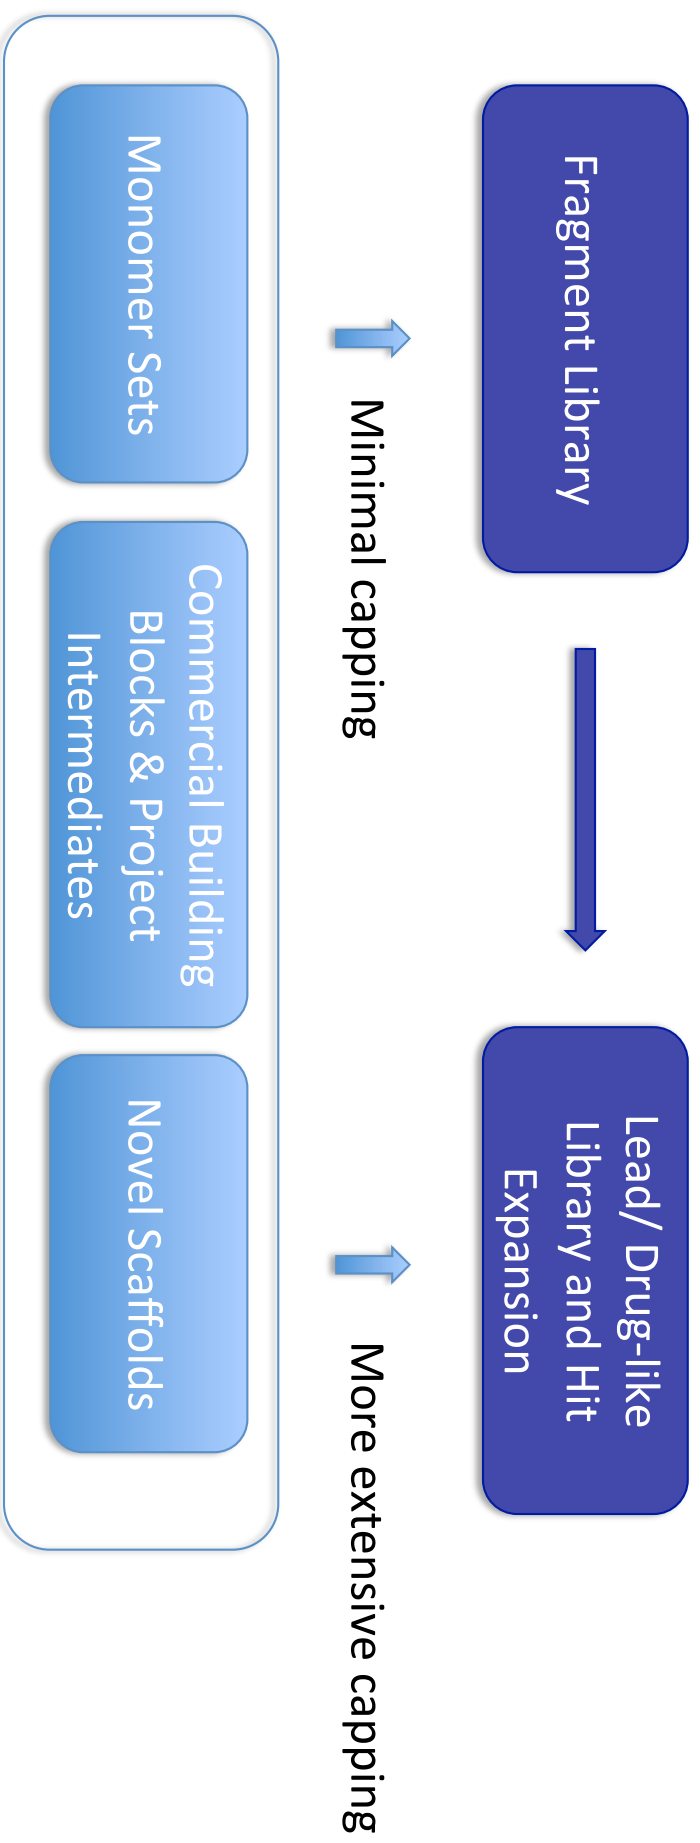 Fragment Library
Lead/ Drug-like
Library and Hit
Expansion
Minimal capping
More extensive capping
Monomer Sets
Commercial Building
Blocks & Project
Intermediates
Novel Scaffolds